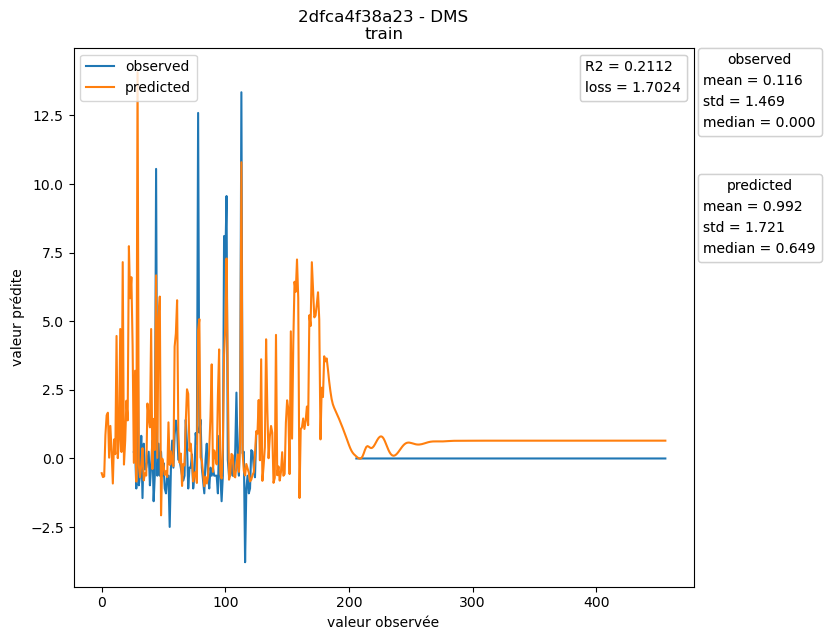 2dfca4f38a23 - DMS
train
observed
predicted
R2 = 0.2112
loss = 1.7024
observed
mean = 0.116
std = 1.469
median = 0.000
predicted
mean = 0.992
std = 1.721
median = 0.649
12.5
10.0
7.5
5.0
2.5
0.0
−2.5
valeur prédite
0
100
200
300
400
valeur observée